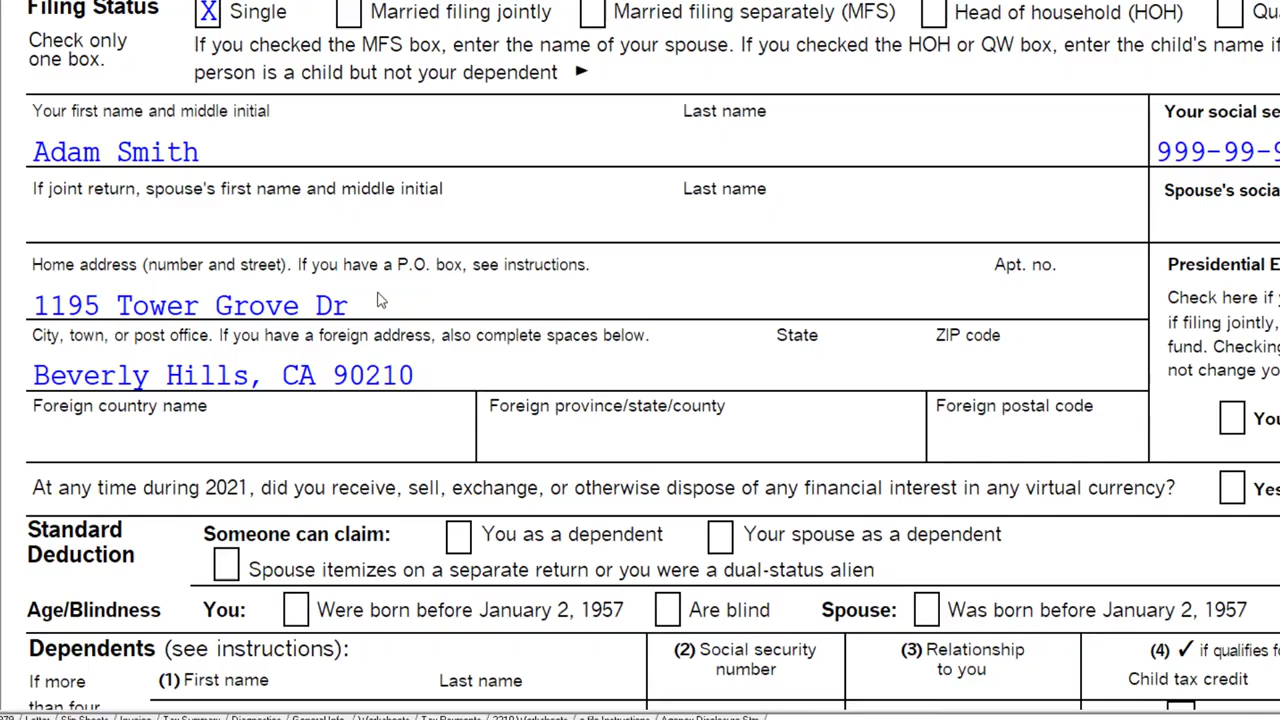 Filing Status X Single Married filing jointly Married filing separately (MFS) Head of household (HOH)
Check only one box.
If you checked the MFS box, enter the name of your spouse. If you checked the HOH or QW box, enter the child's name
person is a child but not your dependent ►
Your first name and middle initial Last name Your social
Adam Smith 999-99-9
If joint return, spouse's first name and middle initial Last name Spouse's
Home address (number and street). If you have a P.O. box, see instructions. Apt. no. Presidential
1195 Tower Grove Dr
City, town, or post office. If you have a foreign address, also complete spaces below. State ZIP code
Beverly Hills, CA 90210
Check here if
if filing jointly,
fund.
not change
Foreign country name Foreign province/state/county Foreign postal code
At any time during 2021, did you receive, sell, exchange, or otherwise dispose of any financial interest in any virtual currency? Yes
Standard Deduction
Someone can claim: You as a dependent Your spouse as a dependent
Spouse itemizes on a separate return or you were a dual-status alien
Age/Blindness You: Were born before January 2, 1957 Are blind Spouse: Was born before January 2, 1957
Dependents (see instructions): (2) Social security number (3) Relationship to you (4) ✓ if qualifies
If more than four
(1) First name Last name Child tax credit